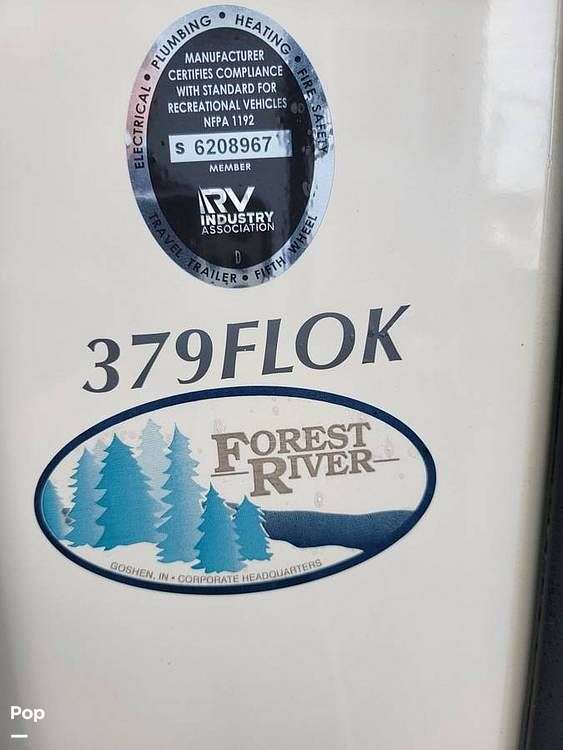 ELECTRICAL • PLUMBING • HEATING • FIRE SAFETY
MANUFACTURER
CERTIFIES COMPLIANCE
WITH STANDARD FOR
RECREATIONAL VEHICLES
NFPA 1192
S 6208967
MEMBER
RV
INDUSTRY
ASSOCIATION
D
TRAVEL TRAILER • FIFTH WHEEL
379FLOK
FOREST
RIVER
GOSHEN, IN • CORPORATE HEADQUARTERS
Pop